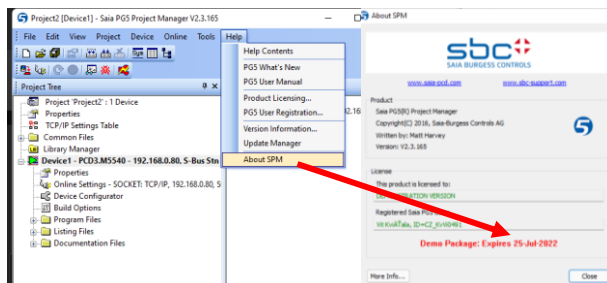 Project2 [Device1] - Saia PG5 Project Manager V2.3.165
File Edit View Project Device Online Tools Help
Project Tree
Project 'Project2' : 1 Device
Properties
TCP/IP Settings Table
Common Files
Library Manager
Device1 - PCD3.M5540 - 192.168.0.80, S-Bus Stn
Properties
Online Settings - SOCKET: TCP/IP, 192.168.0.80, S
Device Configurator
Build Options
Program Files
Listing Files
Documentation Files
Help Contents
PG5 What's New
PG5 User Manual
Product Licensing...
PG5 User Registration...
Version Information...
Update Manager
About SPM
2.16
About SPM
sbc
SAIA BURGESS CONTROLS
www.saia-pcd.com www.sbc-support.com
Product
Saia PG5(R) Project Manager
Copyright(C) 2016, Saia-Burgess Controls AG
Written by: Matt Harvey
Version: V2.3.165
License
This product is licensed to:
DEMONSTRATION VERSION
Registered Saia PG5
Demo Package: Expires 25-Jul-2022
More Info...
Close